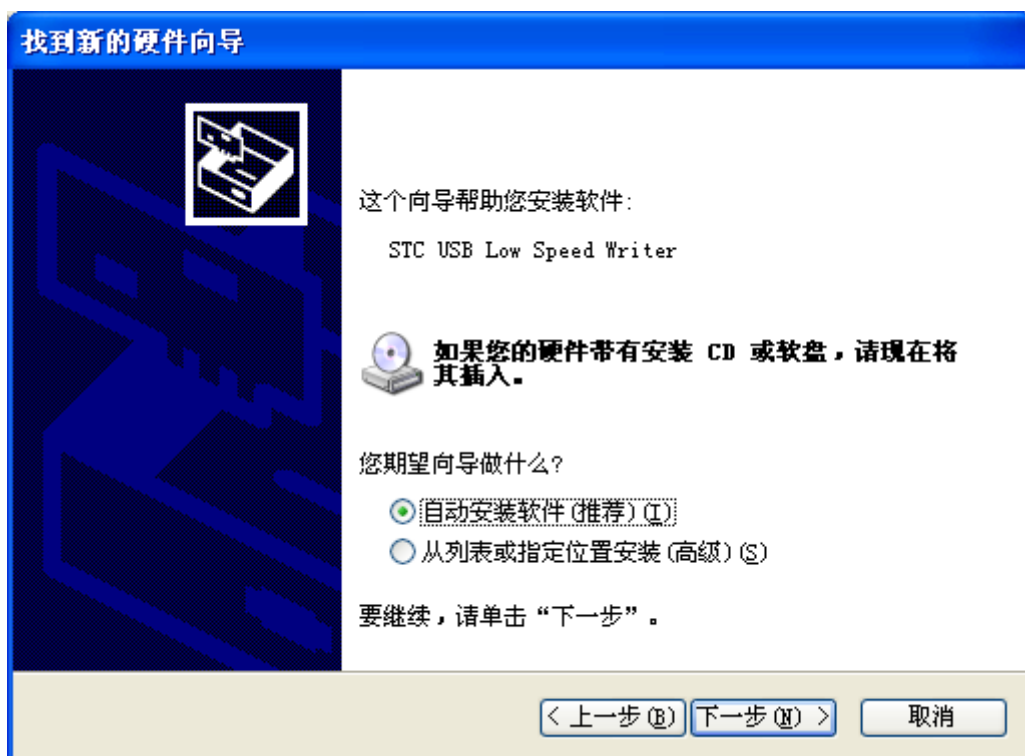 找到新的硬件向导
这个向导帮助您安装软件:
STC USB Low Speed Writer
如果您的硬件带有安装 CD 或软盘，请现在将
其插入。
您期望向导做什么?
自动安装软件(推荐)(I)
从列表或指定位置安装(高级)(S)
要继续，请单击“下一步”。
< 上一步(B) 下一步(N) > 取消